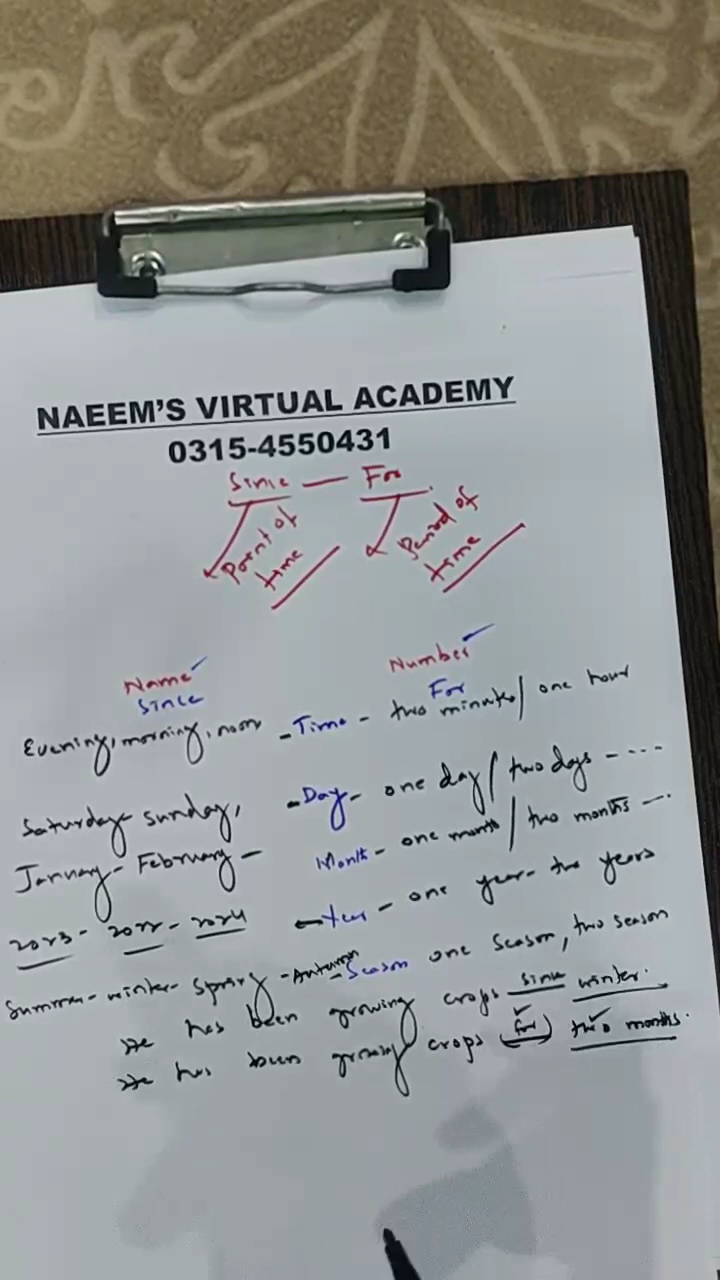 NAEEM'S VIRTUAL ACADEMY
0315-4550431
Since — For
Point of time
Period of time
Name Number
Since For
Evening, morning, noon - Time - two minutes / one hour
Saturday - Sunday, - Day - one day / two days - ....
January - February - Month - one month / two months - ..
2023 - 2022 - 2024 - Year - one year - two years
Summer - winter - Spring - Autumn - Season one season, two season
He has been growing crops since winter.
He has been growing crops (for) two months.